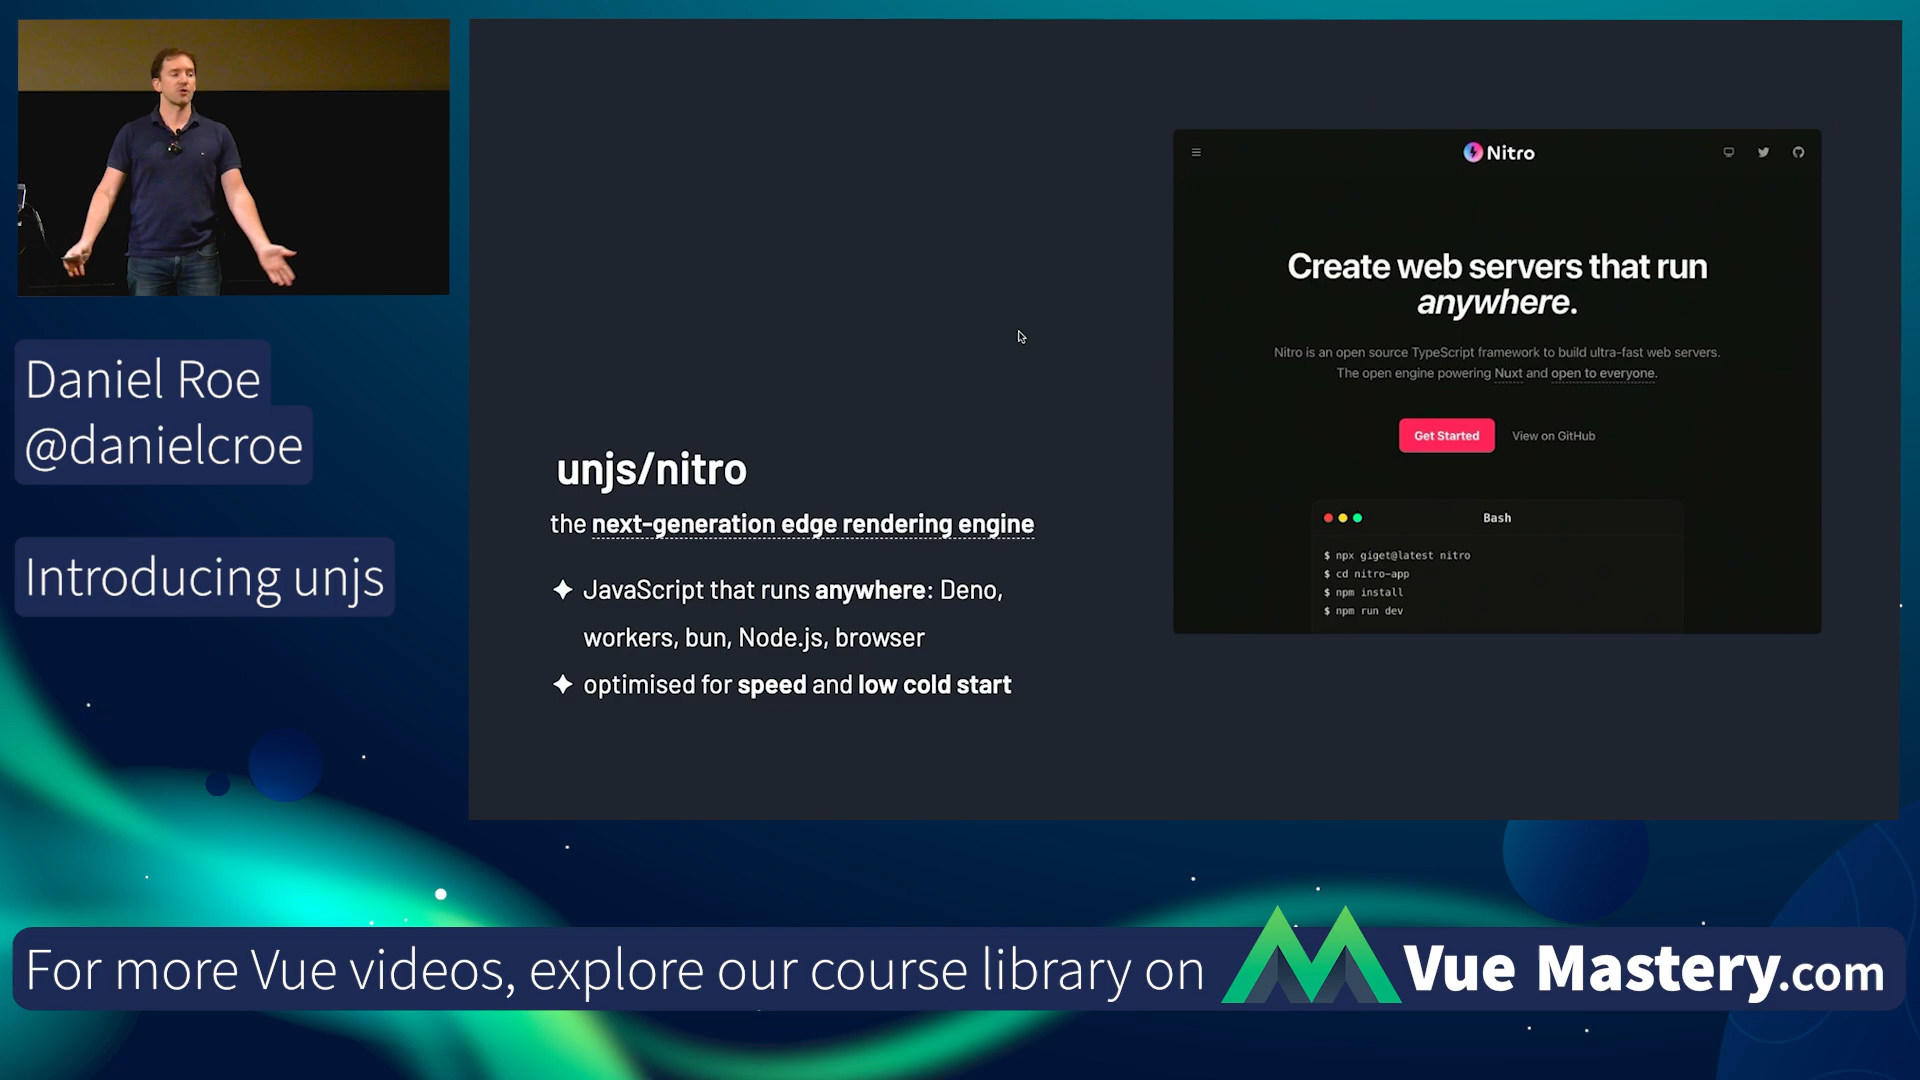 Daniel Roe
@danielcroe
Introducing unjs
unjs/nitro
the next-generation edge rendering engine
JavaScript that runs anywhere: Deno,
workers, bun, Node.js, browser
optimised for speed and low cold start
Nitro
Create web servers that run
anywhere.
Nitro is an open source TypeScript framework to build ultra-fast web servers.
The open engine powering Nuxt and open to everyone.
Get Started View on GitHub
Bash
$ npx giget@latest nitro
$ cd nitro-app
$ npm install
$ npm run dev
For more Vue videos, explore our course library on Vue Mastery.com